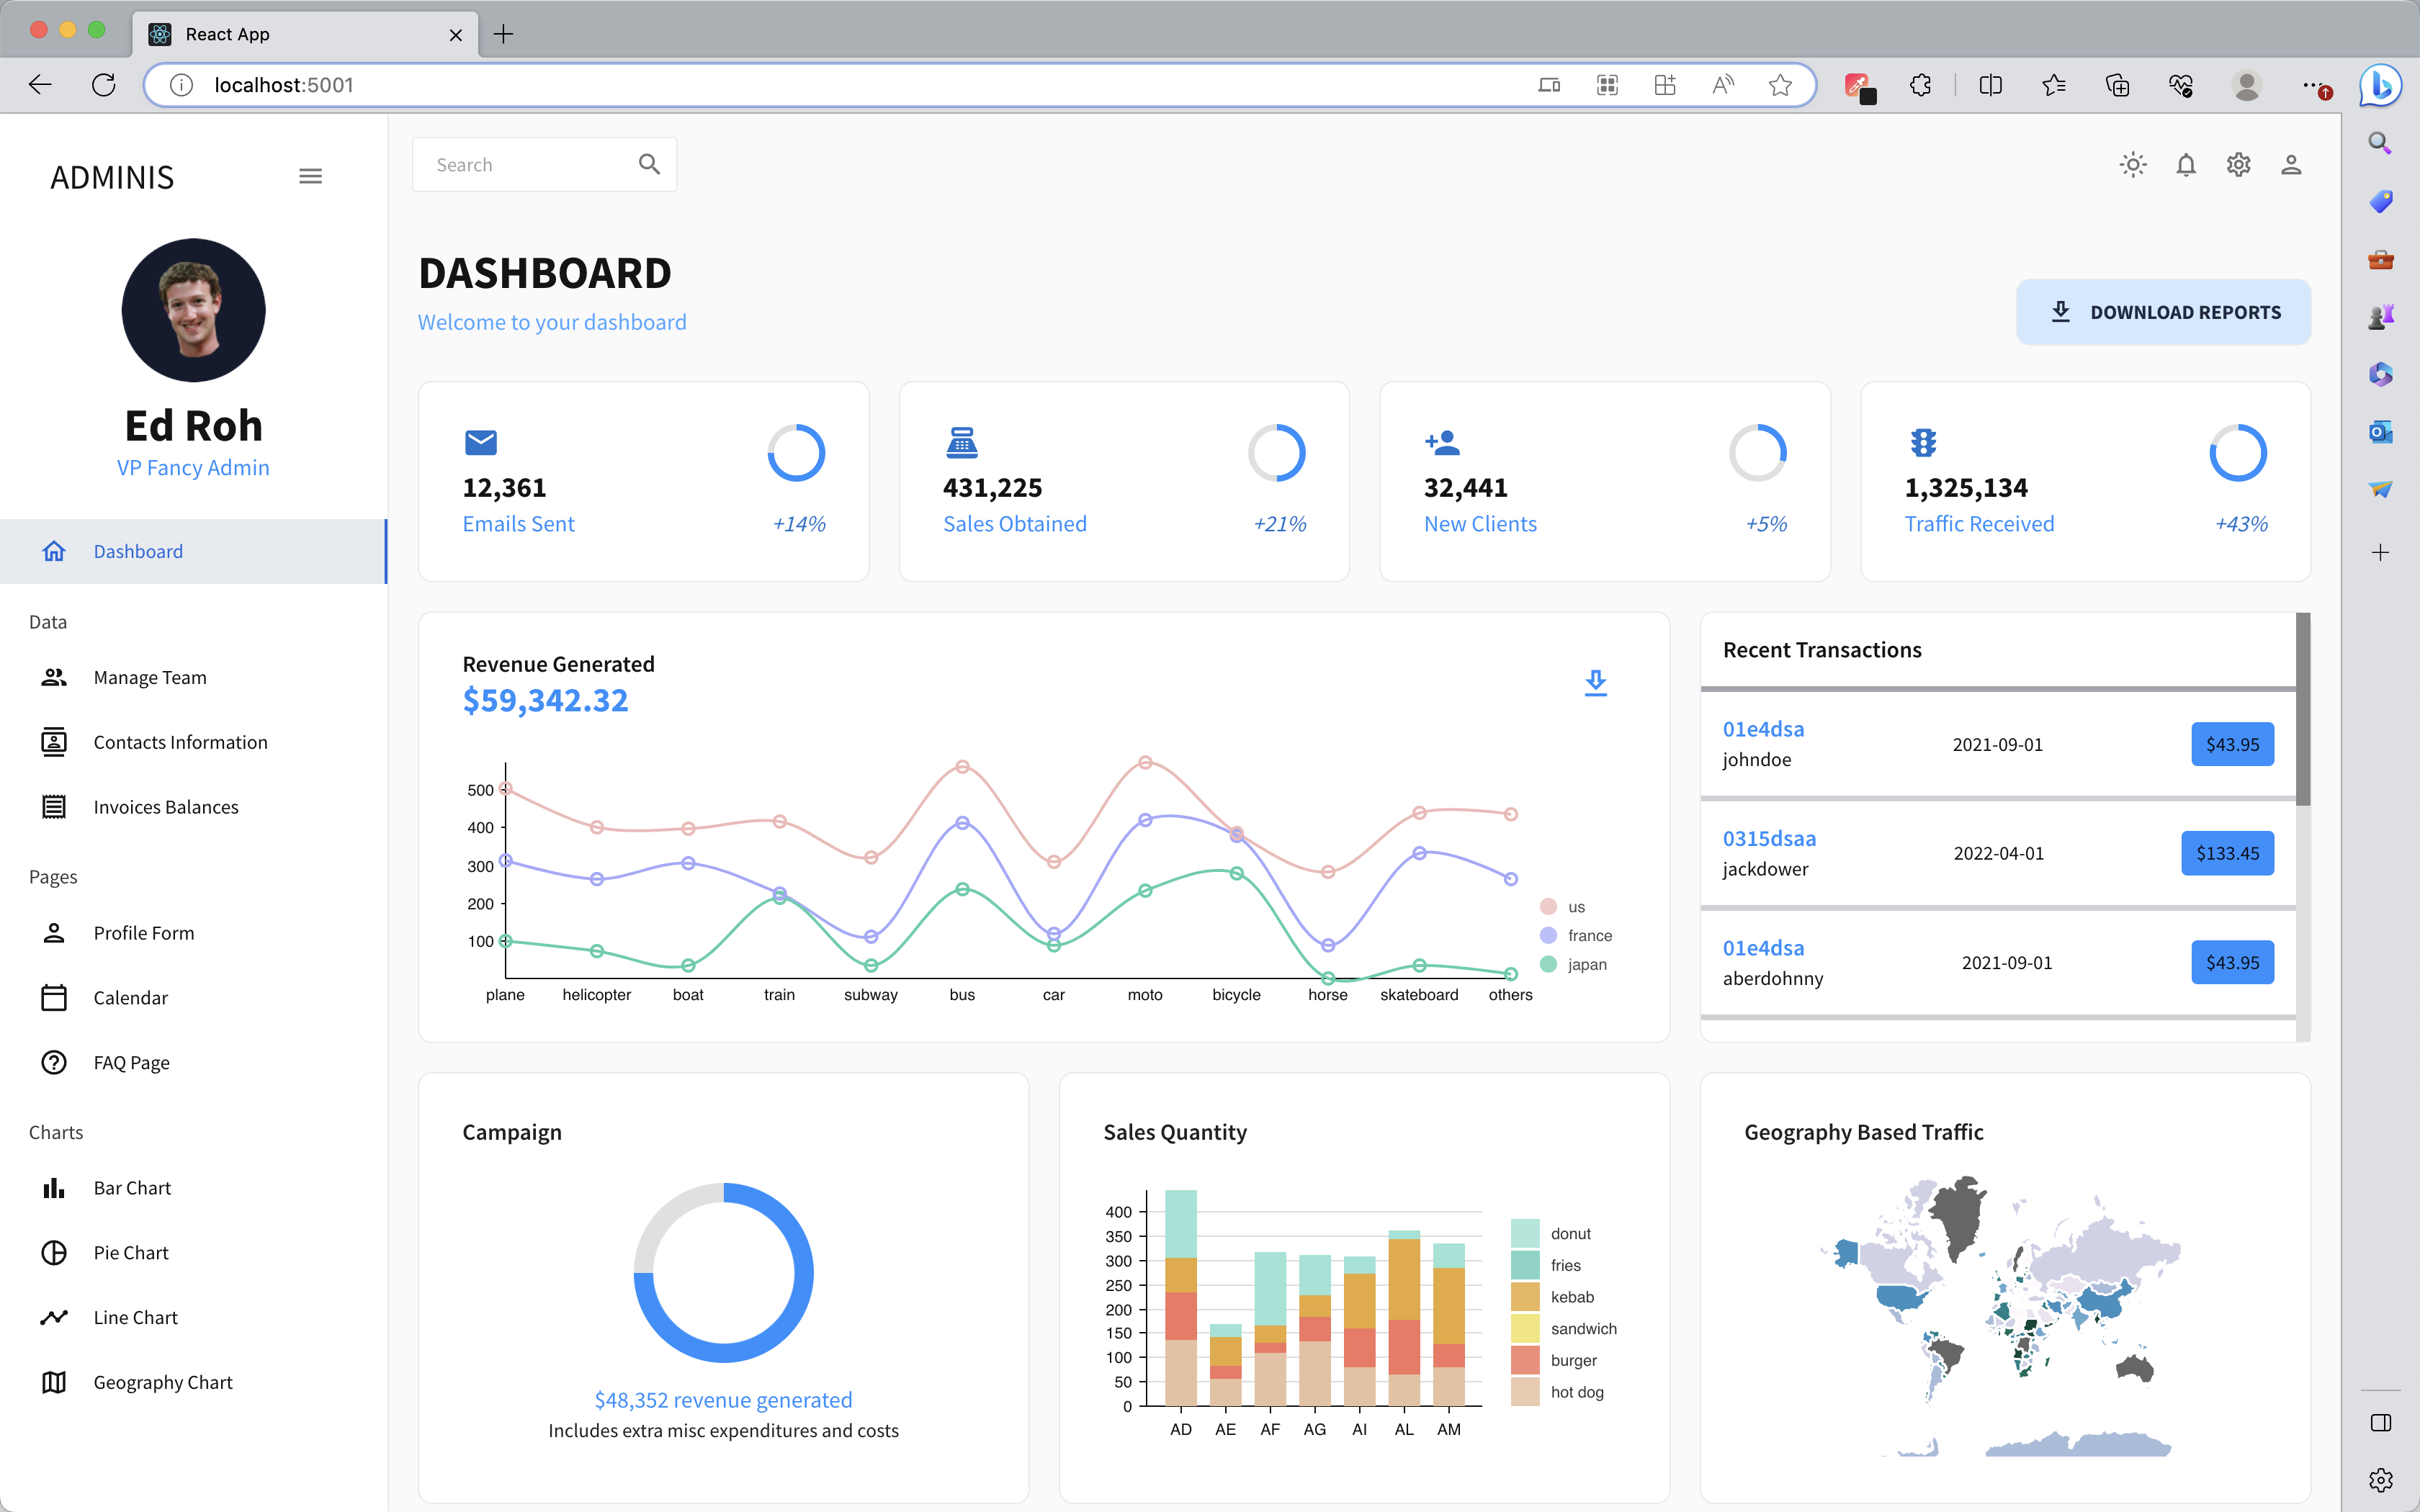 React App
localhost:5001
ADMINIS
Ed Roh
VP Fancy Admin
Dashboard
Data
Manage Team
Contacts Information
Invoices Balances
Pages
Profile Form
Calendar
FAQ Page
Charts
Bar Chart
Pie Chart
Line Chart
Geography Chart
Search
DASHBOARD
Welcome to your dashboard
DOWNLOAD REPORTS
12,361
Emails Sent
+14%
431,225
Sales Obtained
+21%
32,441
New Clients
+5%
1,325,134
Traffic Received
+43%
Revenue Generated
$59,342.32
500
400
300
200
100
plane helicopter boat train subway bus car moto bicycle horse skateboard others
us
france
japan
Recent Transactions
01e4dsa
johndoe
2021-09-01
$43.95
0315dsaa
jackdower
2022-04-01
$133.45
01e4dsa
aberdohnny
2021-09-01
$43.95
Campaign
$48,352 revenue generated
Includes extra misc expenditures and costs
Sales Quantity
400
350
300
250
200
150
100
50
0
AD AE AF AG AI AL AM
donut
fries
kebab
sandwich
burger
hot dog
Geography Based Traffic